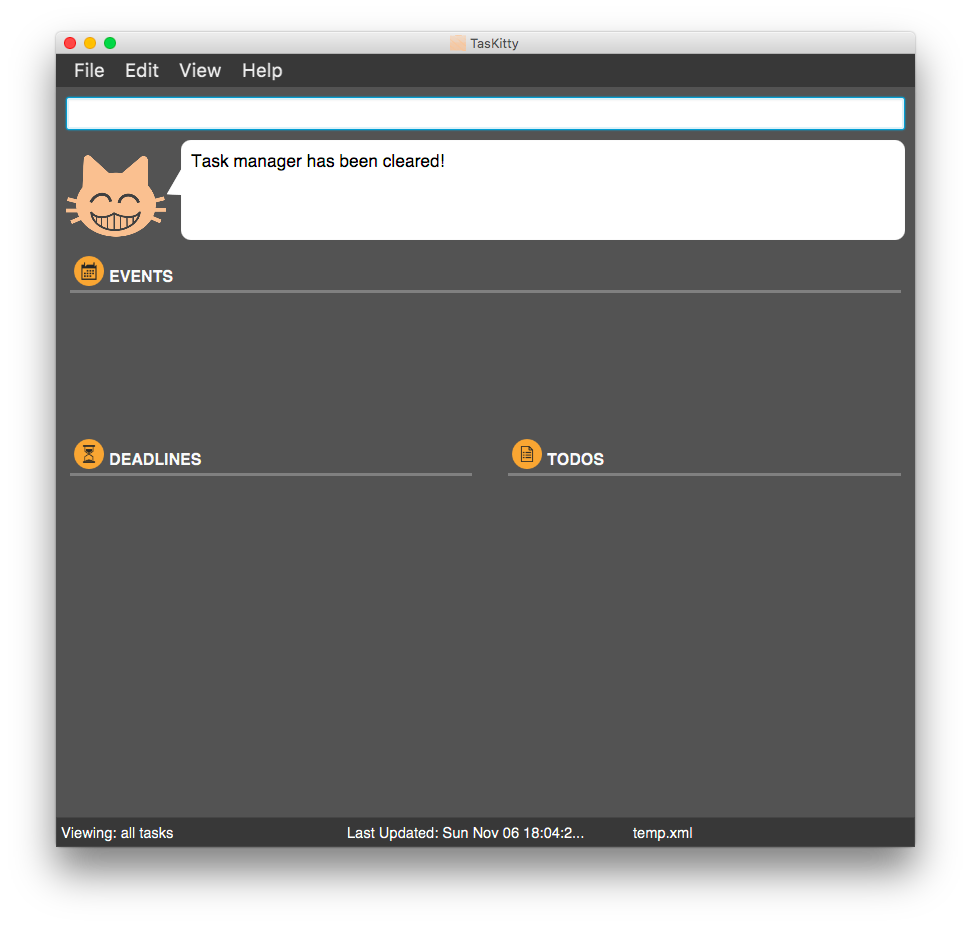 TasKitty
File Edit View Help
Task manager has been cleared!
EVENTS
DEADLINES TODOS
Viewing: all tasks Last Updated: Sun Nov 06 18:04:2... temp.xml